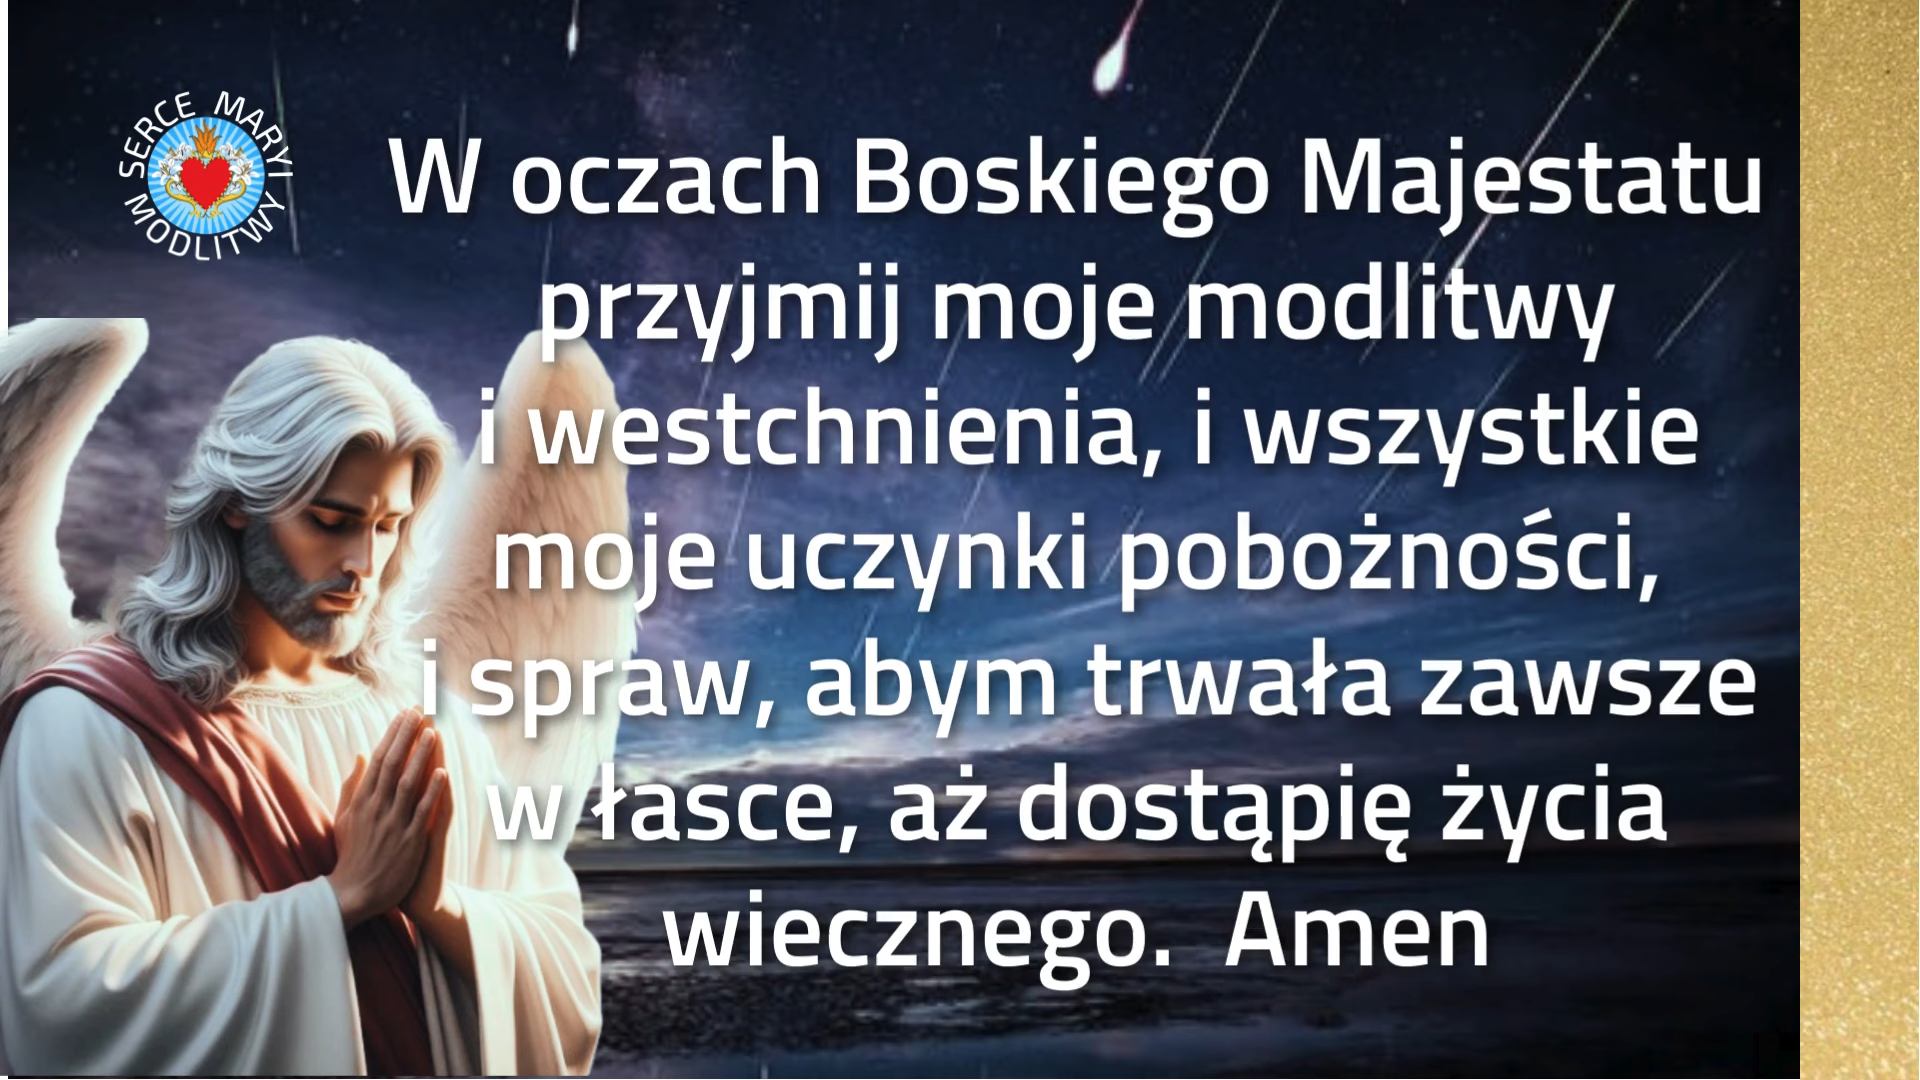 SERCE MARYI
MODLITWY
W oczach Boskiego Majestatu
przyjmij moje modlitwy
i westchnienia, i wszystkie
moje uczynki pobożności,
i spraw, abym trwała zawsze
w łasce, aż dostąpię życia
wiecznego. Amen